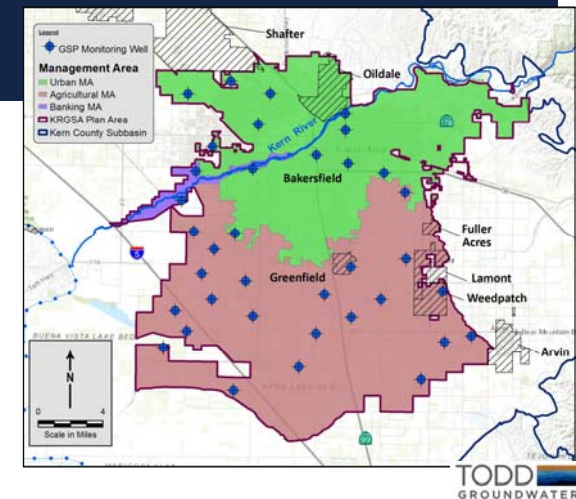 Legend
GSP Monitoring Well
Management Area
Urban MA
Agricultural MA
Banking MA
KRGSA Plan Area
Kern County Subbasin
Shafter
Oildale
Kern River
Bakersfield
Fuller
Acres
Greenfield
Lamont
Weedpatch
Arvin
BUENA VISTA LAKE BED
N
0 4
Scale in Miles
TODD
GROUNDWATER